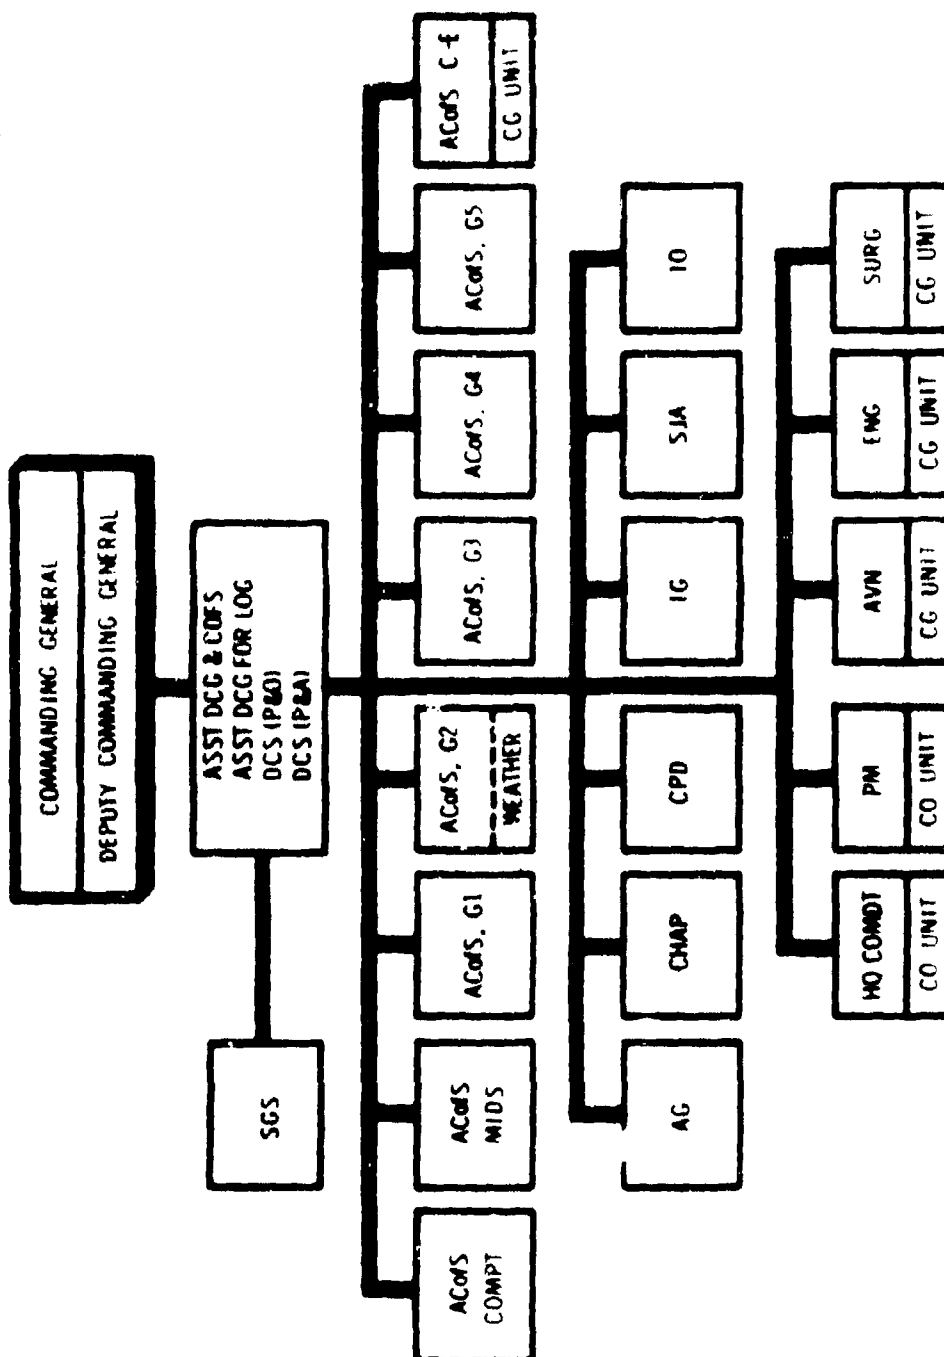 COMMANDING GENERAL
DEPUTY COMMANDING GENERAL
ASST DCG & COFS
ASST DCG FOR LOG
DCS (P&O)
DCS (P&A)
SGS
ACofS
COMPT
ACofS
MIDS
ACofS, G1
ACofS, G2
WEATHER
ACofS, G3
ACofS, G4
ACofS, G5
ACofS C-E
CG UNIT
AG
CHAP
CPD
IG
SJA
IO
HQ COMDT
CO UNIT
PM
CO UNIT
AVN
CG UNIT
ENG
CG UNIT
SURG
CG UNIT